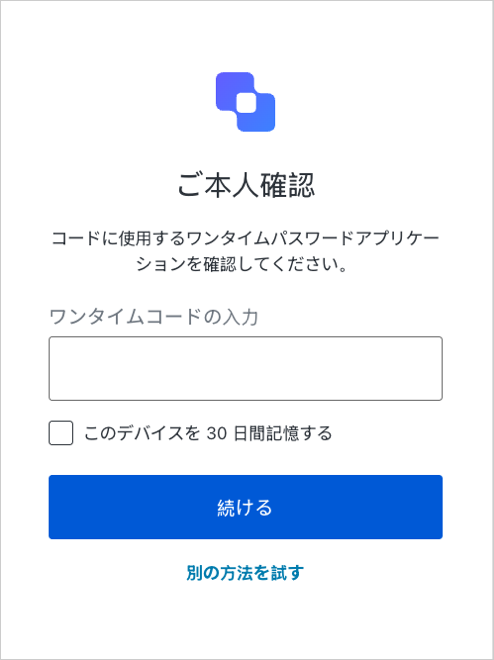 ご本人確認
コードに使用するワンタイムパスワードアプリケー
ションを確認してください。
ワンタイムコードの入力
このデバイスを 30 日間記憶する
続ける
別の方法を試す